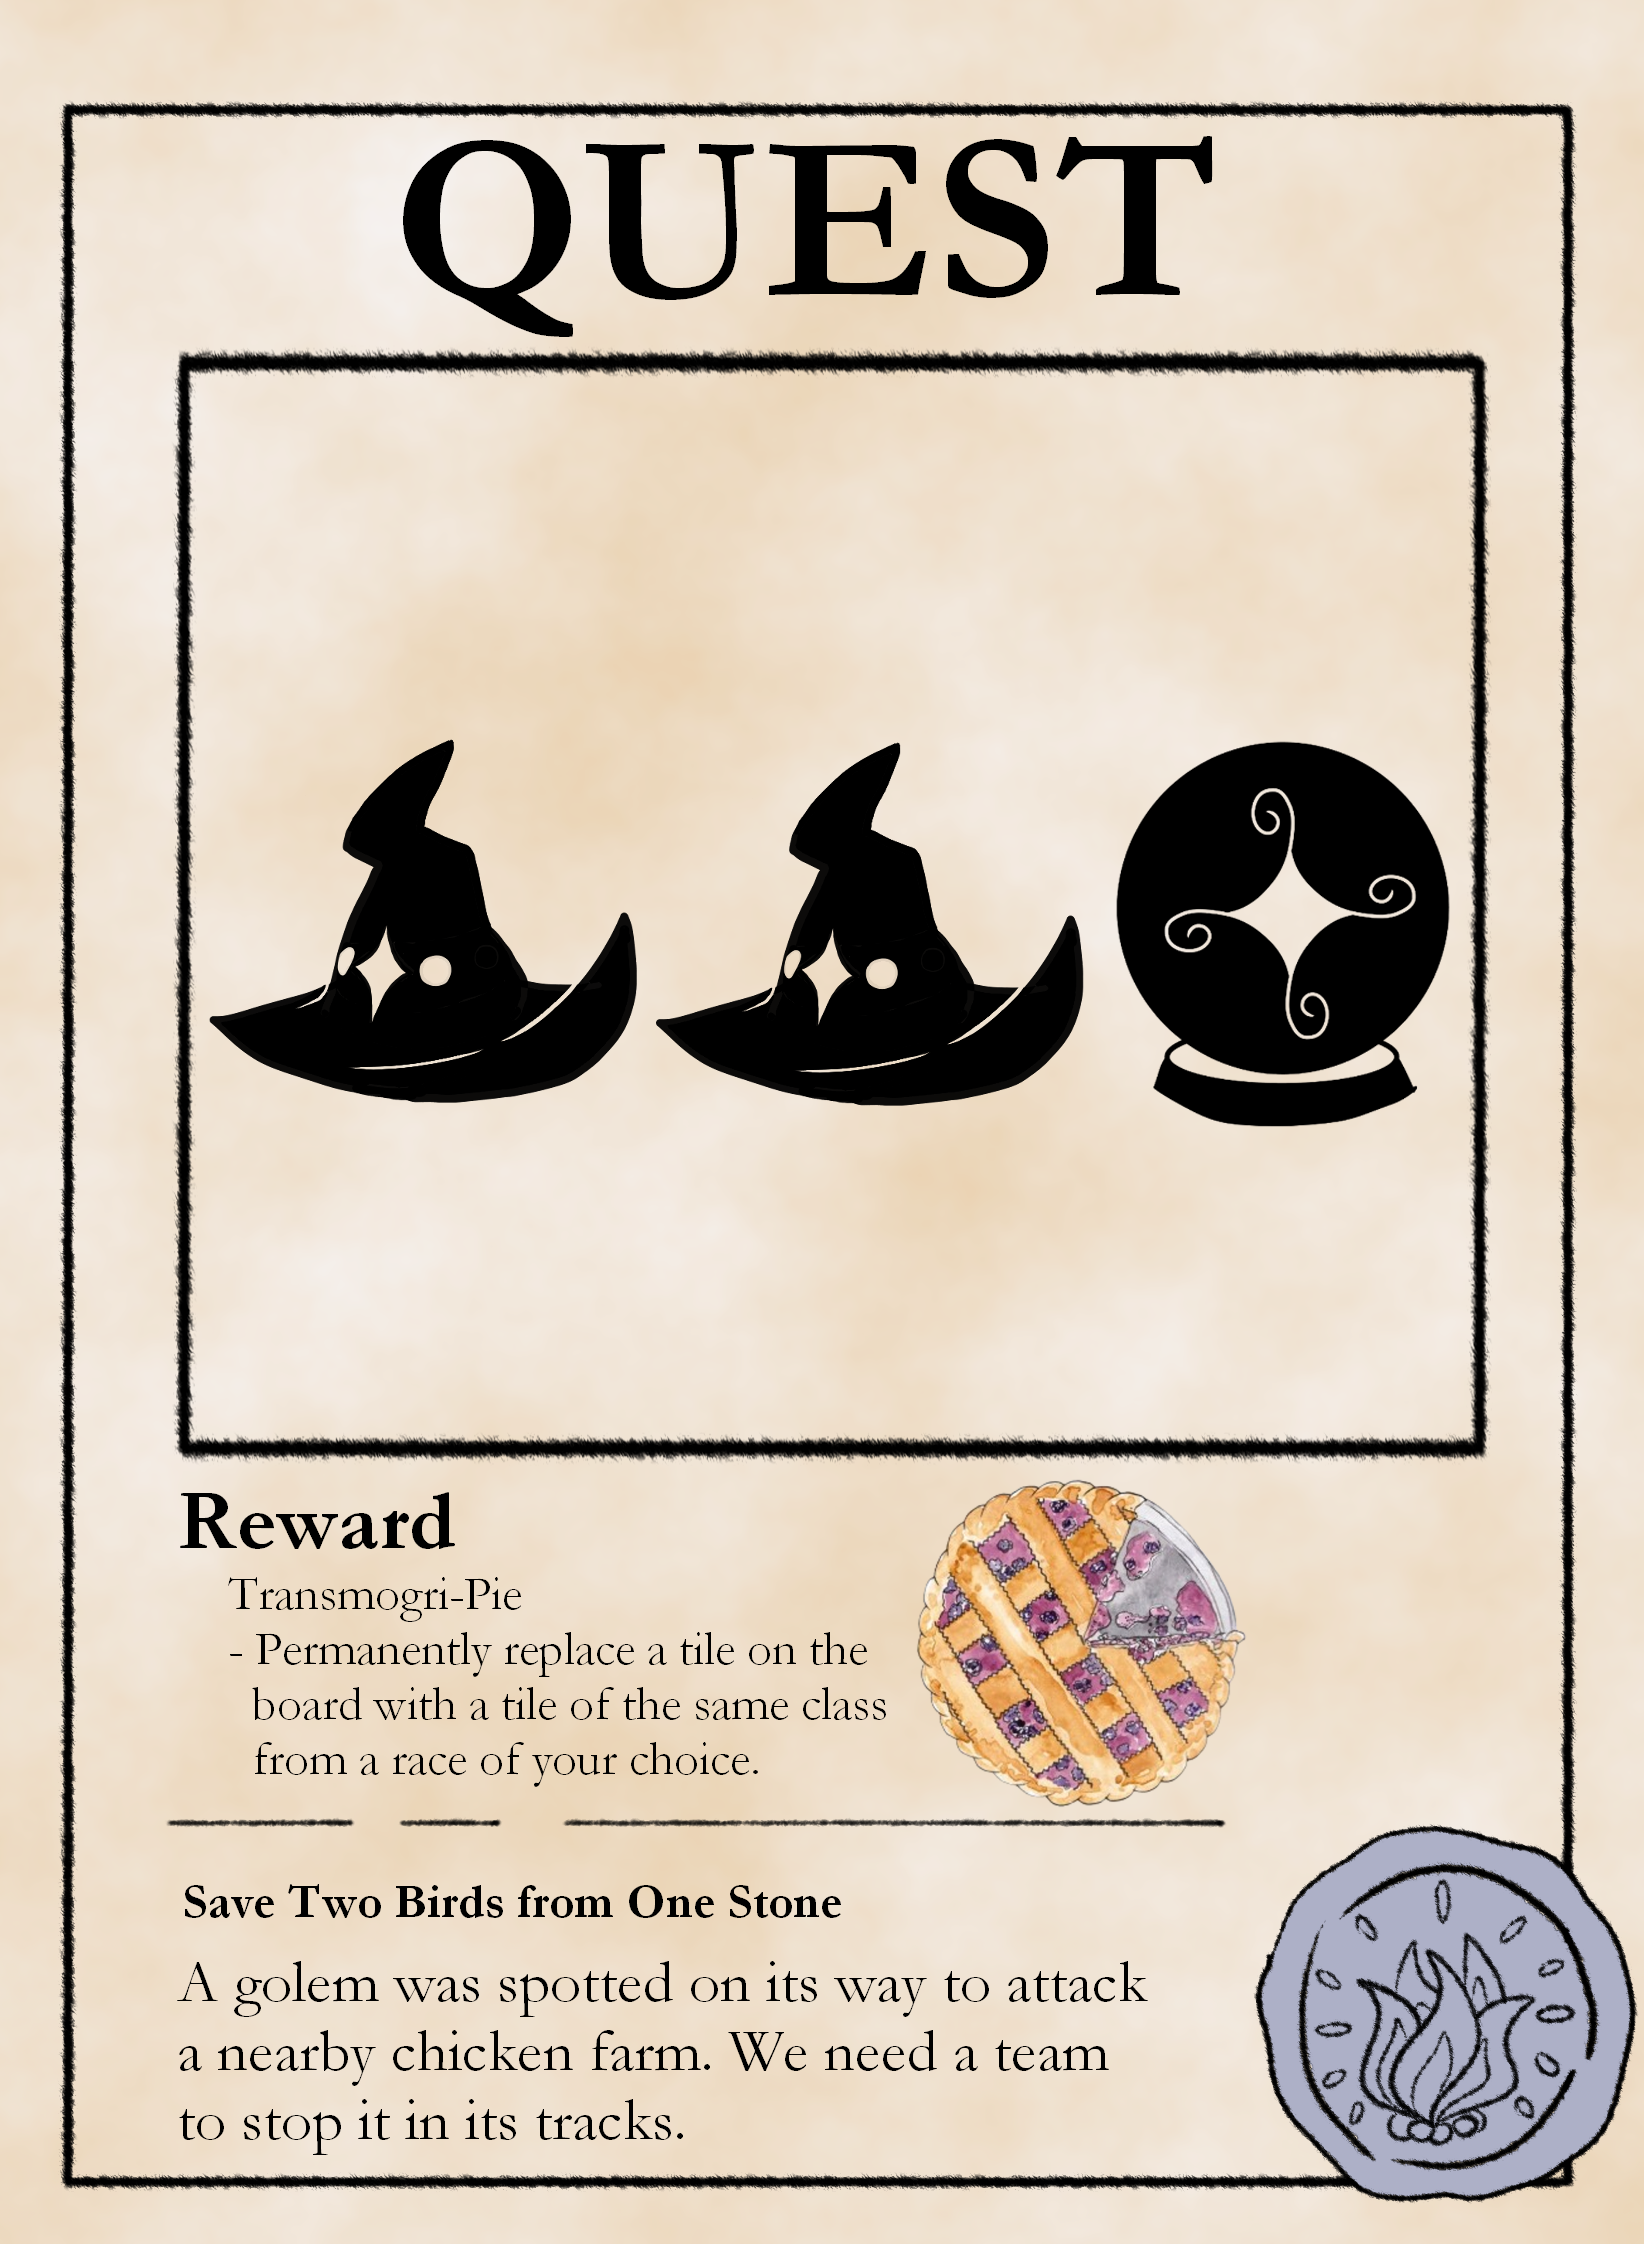 QUEST
Reward
Transmogri-Pie
- Permanently replace a tile on the
board with a tile of the same class
from a race of your choice.
Save Two Birds from One Stone
A golem was spotted on its way to attack
a nearby chicken farm. We need a team
to stop it in its tracks.